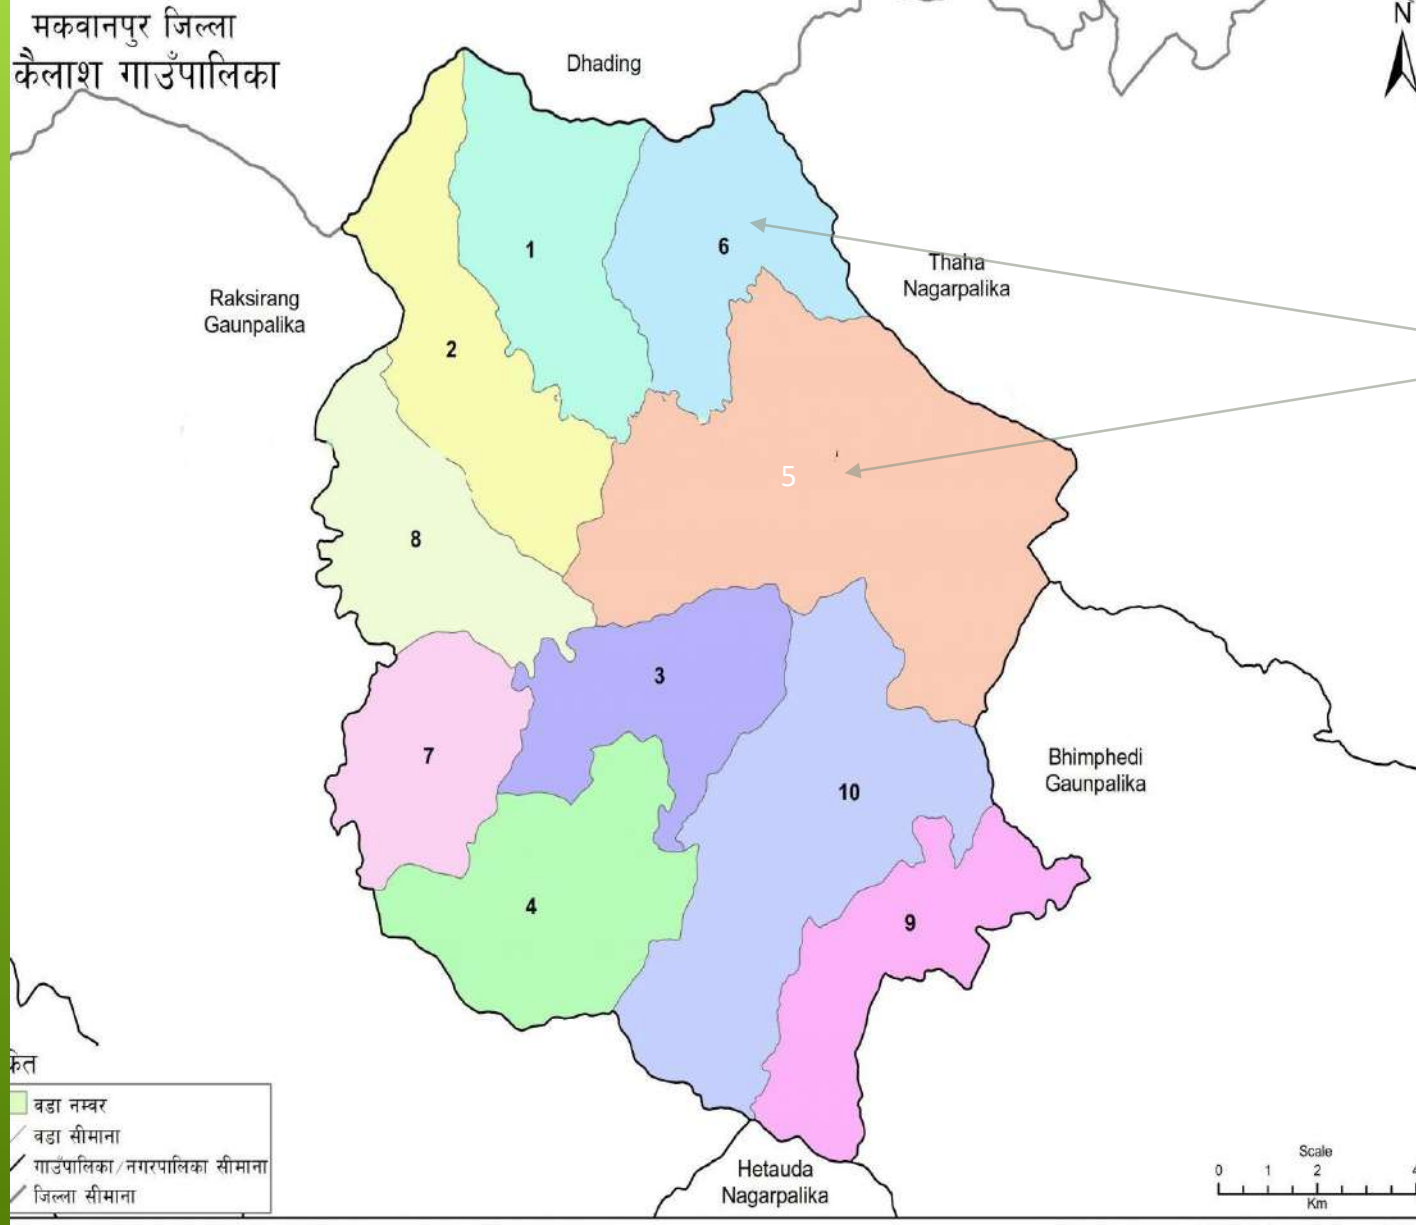 मकवानपुर जिल्ला
कैलाश गाउँपालिका
N
Dhading
Thaha
Nagarpalika
Raksirang
Gaunpalika
1
6
2
5
8
3
7
10
4
9
Bhimphedi
Gaunpalika
Hetauda
Nagarpalika
वडा नम्बर
वडा सीमाना
गाउँपालिका/नगरपालिका सीमाना
जिल्ला सीमाना
Scale
0 1 2 4
Km